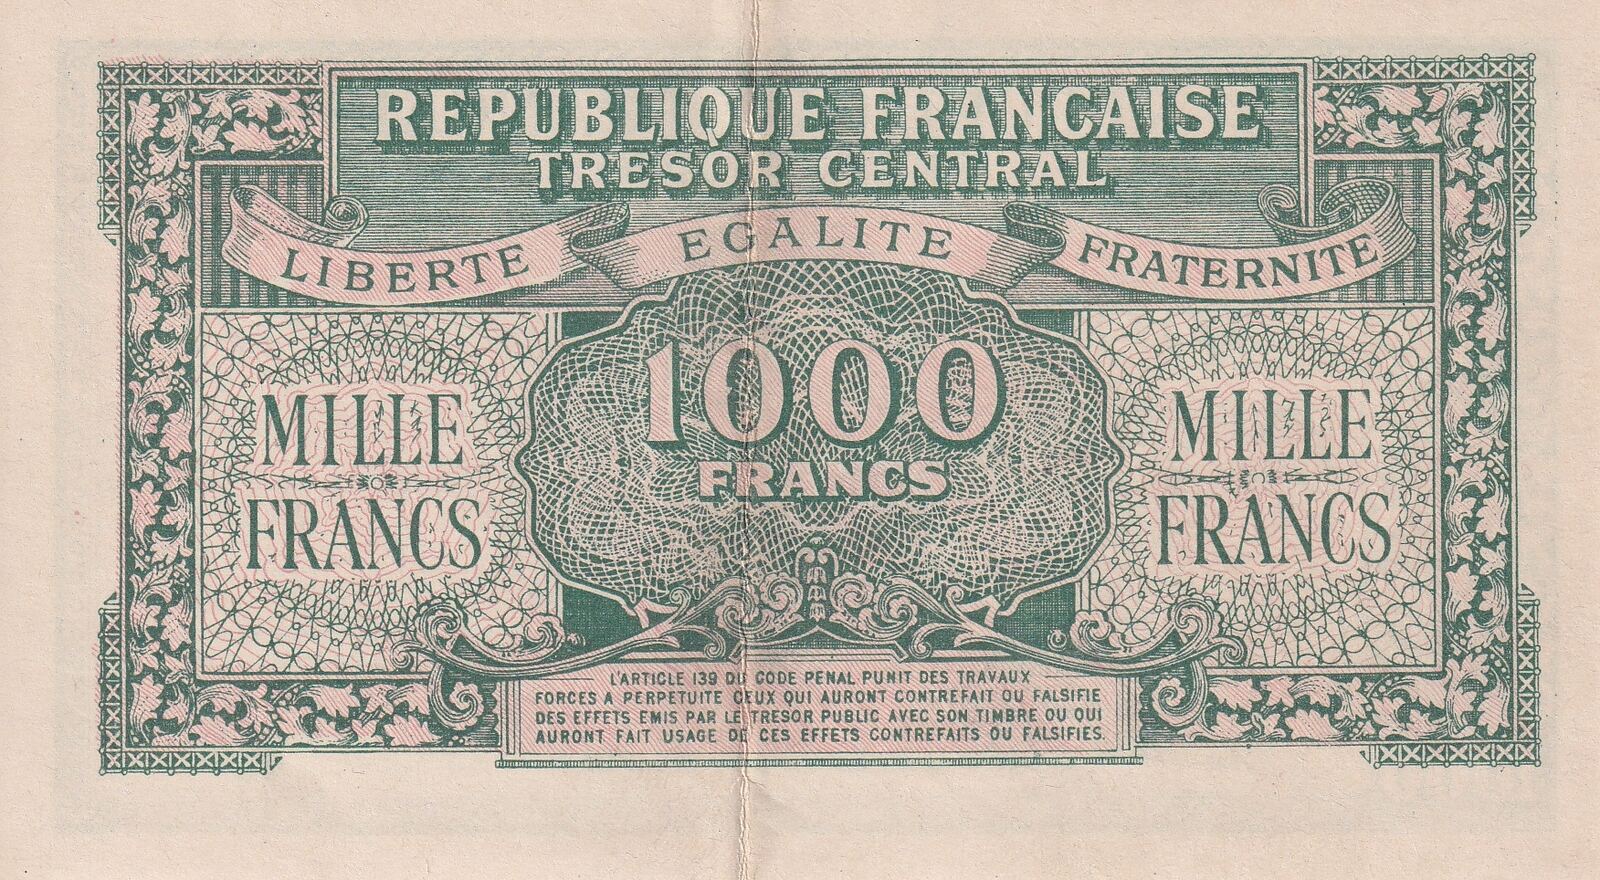 REPUBLIQUE FRANCAISE
TRESOR CENTRAL
LIBERTE EGALITE FRATERNITE
1000
FRANCS
MILLE
FRANCS
MILLE
FRANCS
L'ARTICLE 139 DU CODE PENAL PUNIT DES TRAVAUX
FORCES A PERPETUITE CEUX QUI AURONT CONTREFAIT OU FALSIFIE
DES EFFETS EMIS PAR LE TRESOR PUBLIC AVEC SON TIMBRE OU QUI
AURONT FAIT USAGE DE CES EFFETS CONTREFAITS OU FALSIFIES.